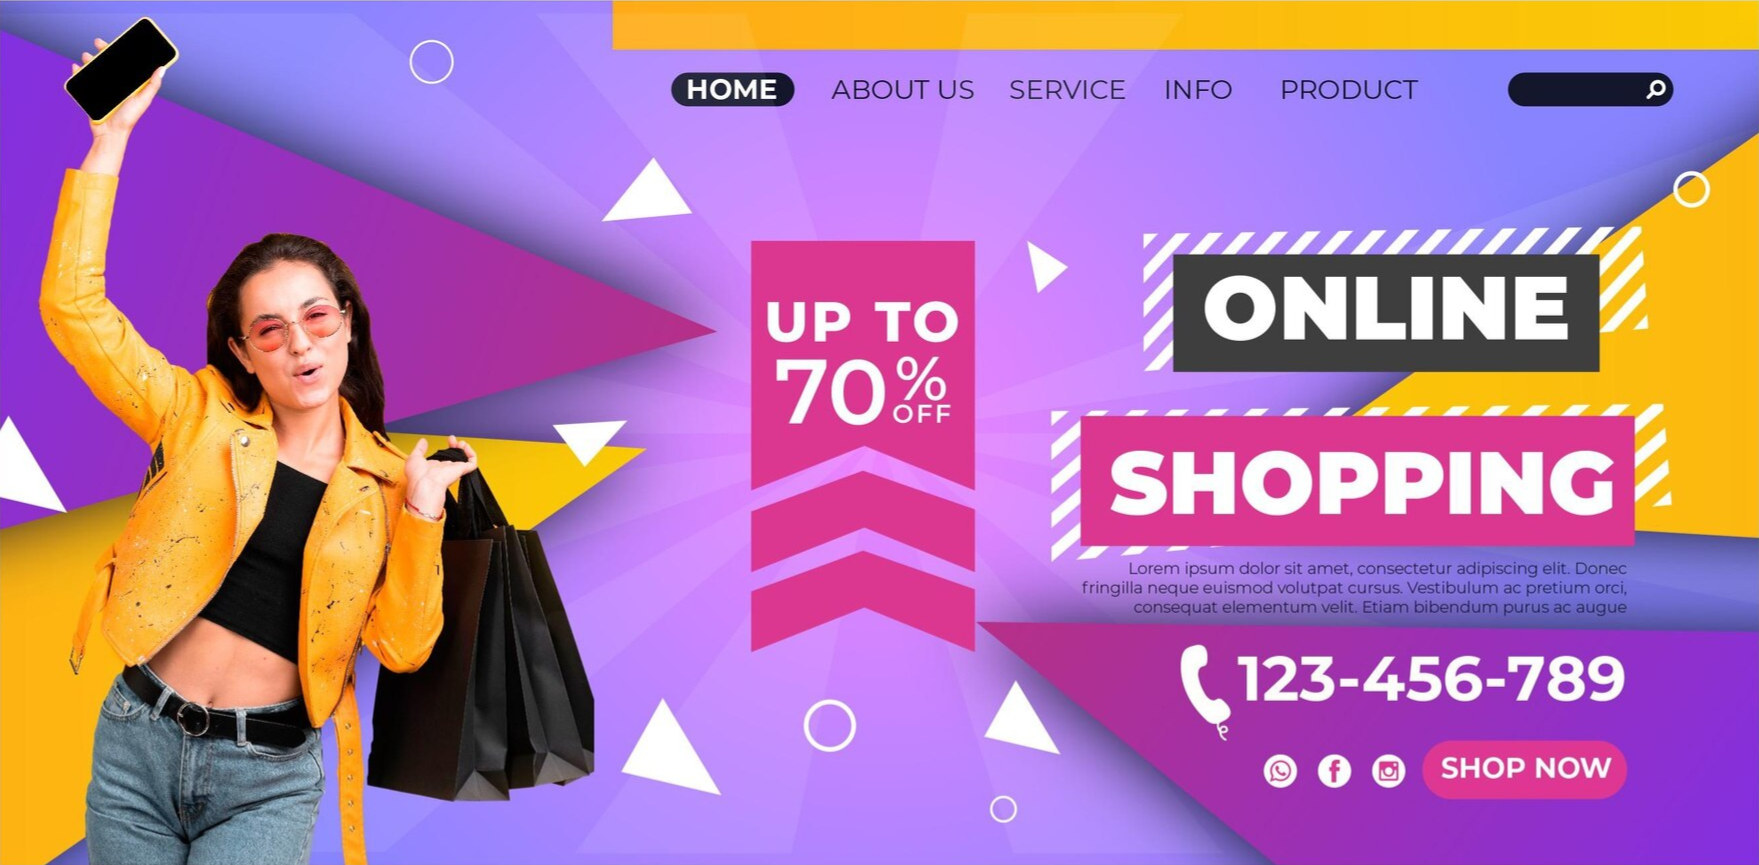 HOME ABOUT US SERVICE INFO PRODUCT
UP TO
70%
OFF
ONLINE
SHOPPING
Lorem ipsum dolor sit amet, consectetur adipiscing elit. Donec
fringilla neque euismod volutpat cursus. Vestibulum ac pretium orci,
consequat elementum velit. Etiam bibendum purus ac augue
123-456-789
SHOP NOW